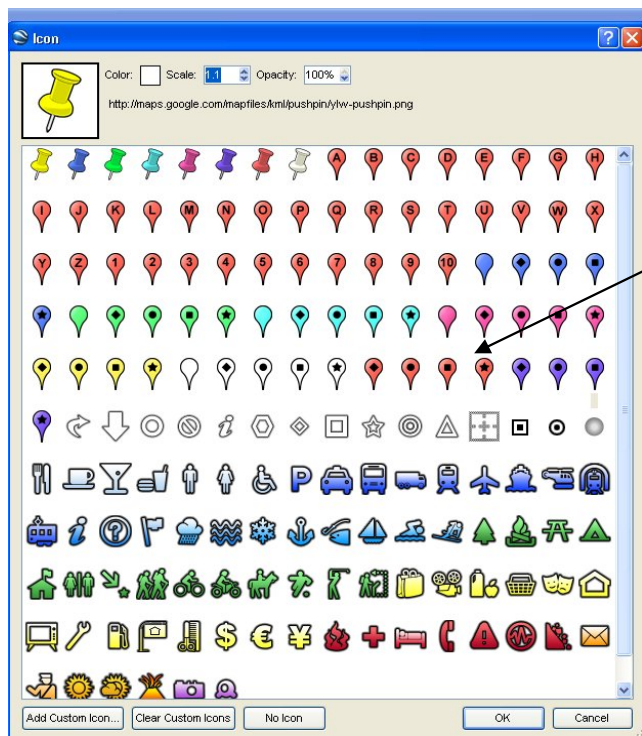 Icon
Color: Scale: 1.1 Opacity: 100%
http://maps.google.com/mapfiles/kml/pushpin/ylw-pushpin.png
A B C D E F G H
I J K L M N O P Q R S T U V W X
Y Z 1 2 3 4 5 6 7 8 9 10
i
P
i ?
$ € ¥
Add Custom Icon... Clear Custom Icons No Icon OK Cancel